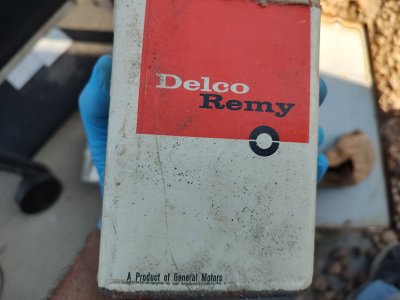 Delco
Remy
A Product of General Motors